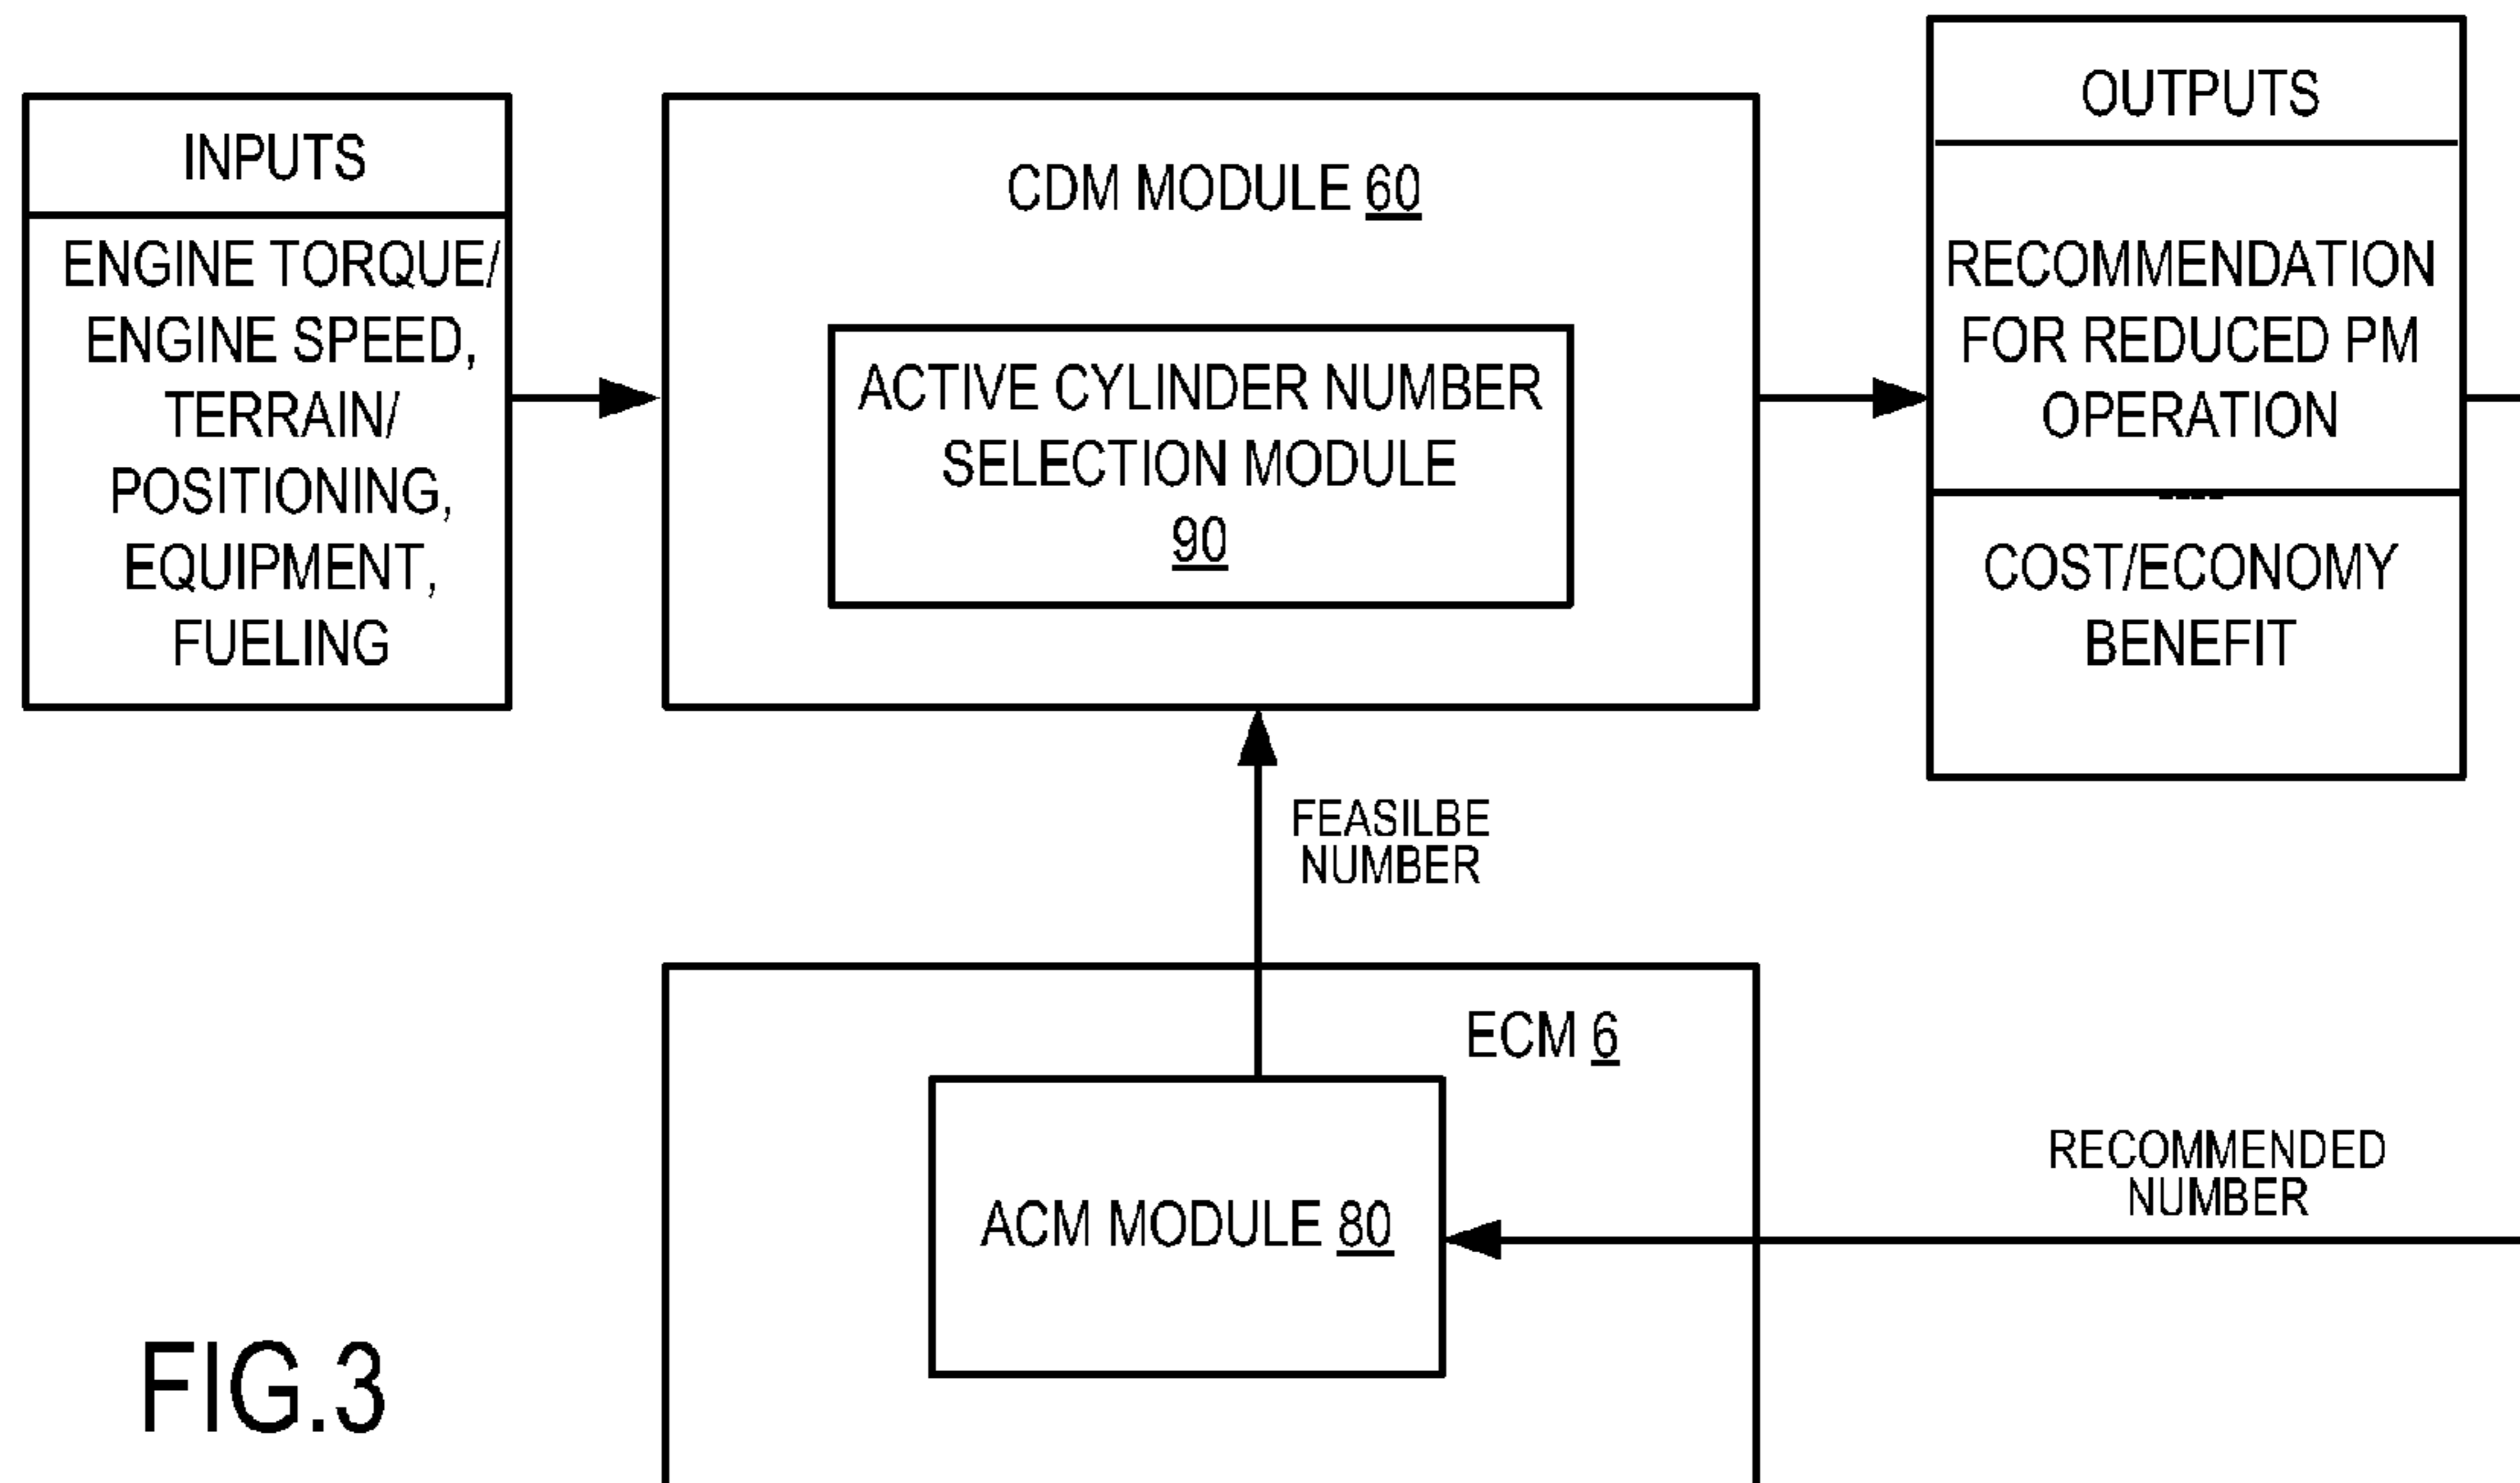 INPUTS
ENGINE TORQUE/
ENGINE SPEED,
TERRAIN/
POSITIONING,
EQUIPMENT,
FUELING
CDM MODULE 60
ACTIVE CYLINDER NUMBER
SELECTION MODULE
90
OUTPUTS
RECOMMENDATION
FOR REDUCED PM
OPERATION
COST/ECONOMY
BENEFIT
FEASILBE
NUMBER
ECM 6
ACM MODULE 80
RECOMMENDED
NUMBER
FIG.3